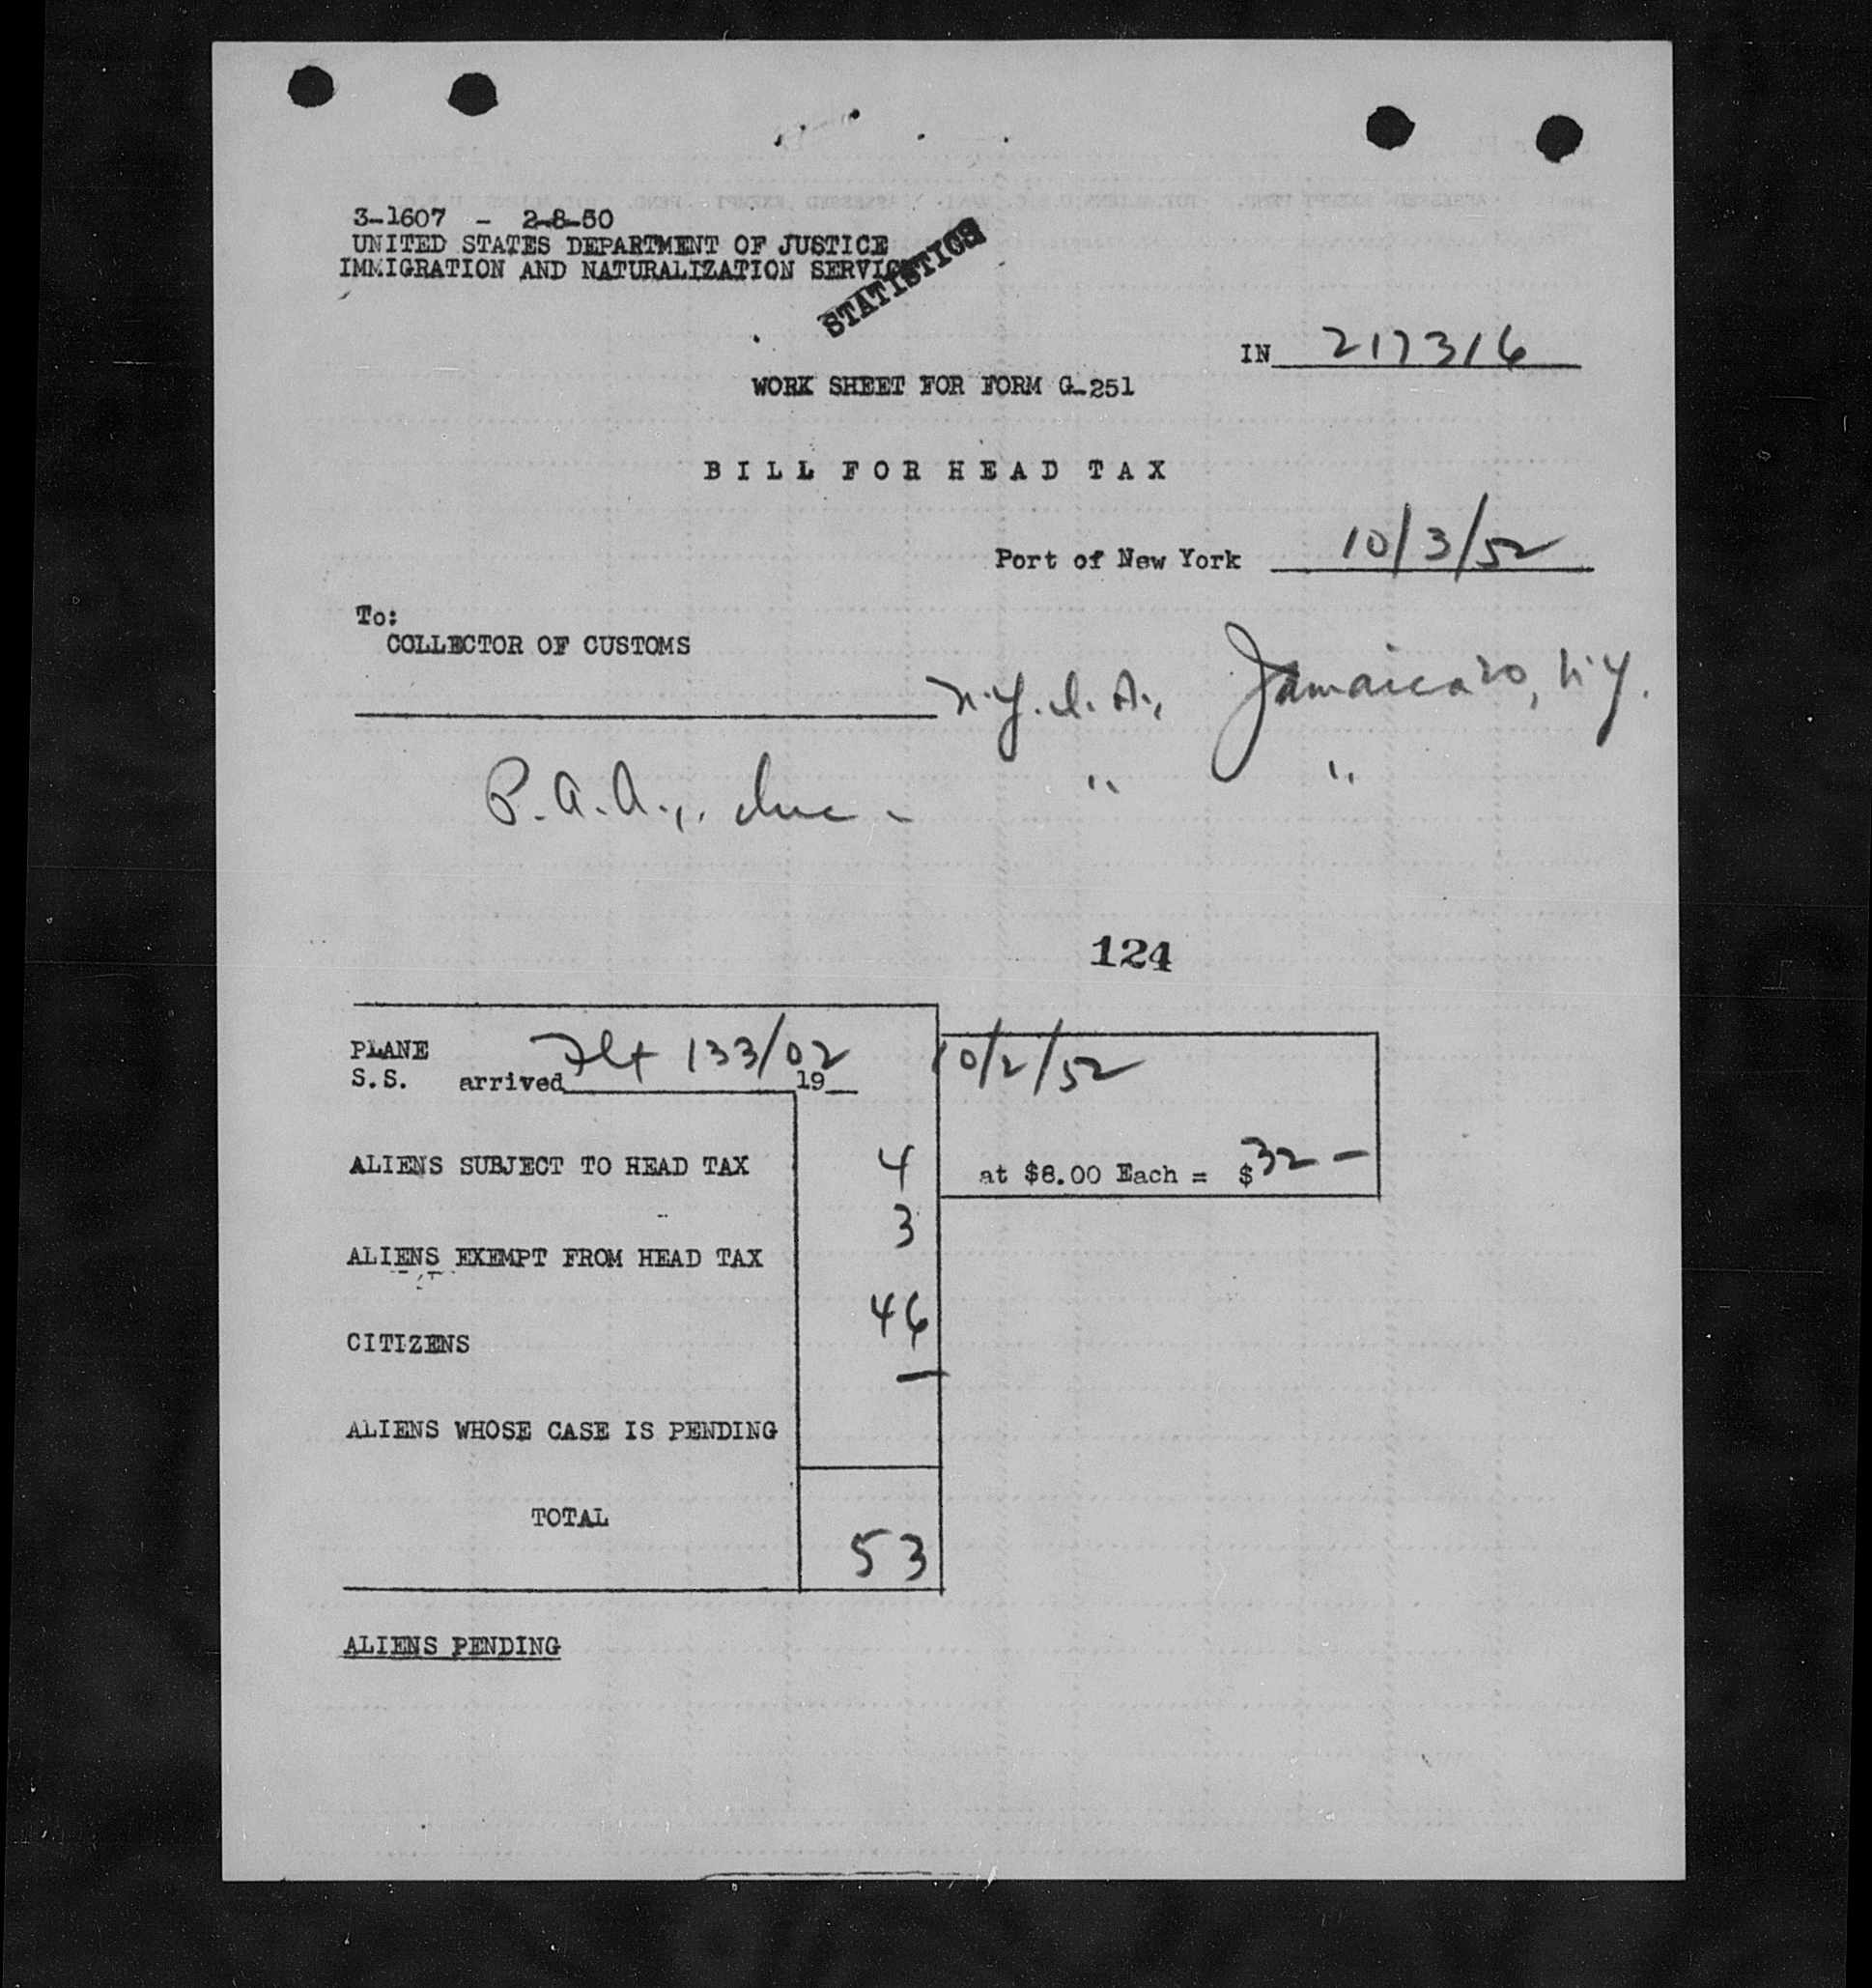 3-1607 - 2-8-50
UNITED STATES DEPARTMENT OF JUSTICE
IMMIGRATION AND NATURALIZATION SERVICE
STATISTICS
IN 217316
WORK SHEET FOR FORM G-251
BILL FOR HEAD TAX
Port of New York 10/3/52
To:
COLLECTOR OF CUSTOMS
N.Y.I.A., Jamaica 20, N.Y.
P.A.A., Inc - " "
124
PLANE
S.S. arrived Flt 133/02 19 10/2/52
ALIENS SUBJECT TO HEAD TAX 4 at $8.00 Each = $32 —
ALIENS EXEMPT FROM HEAD TAX 3
CITIZENS 46
ALIENS WHOSE CASE IS PENDING —
TOTAL 53
ALIENS PENDING